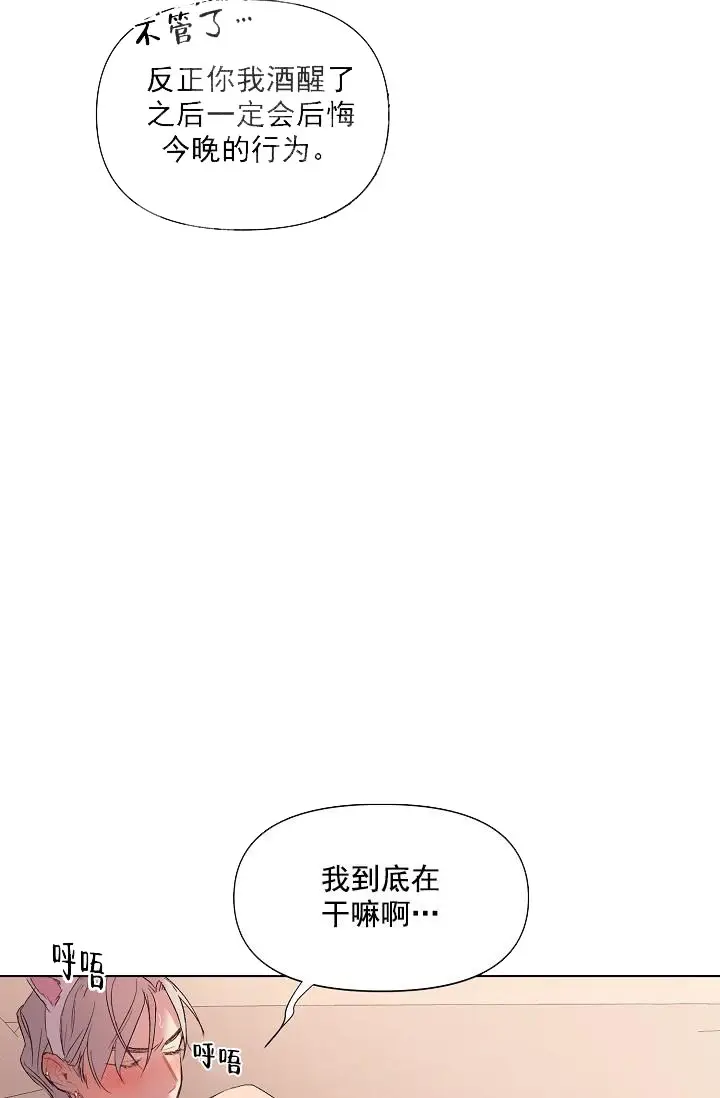 不管了…
反正你我酒醒了
之后一定会后悔
今晚的行为。
我到底在
干嘛啊…
呼唔
呼唔